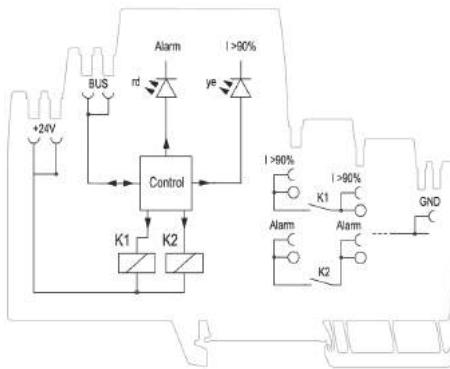 Alarm
I >90%
BUS
rd
ye
+24V
Control
I >90%
I >90%
K1
GND
K1
K2
Alarm
Alarm
K2